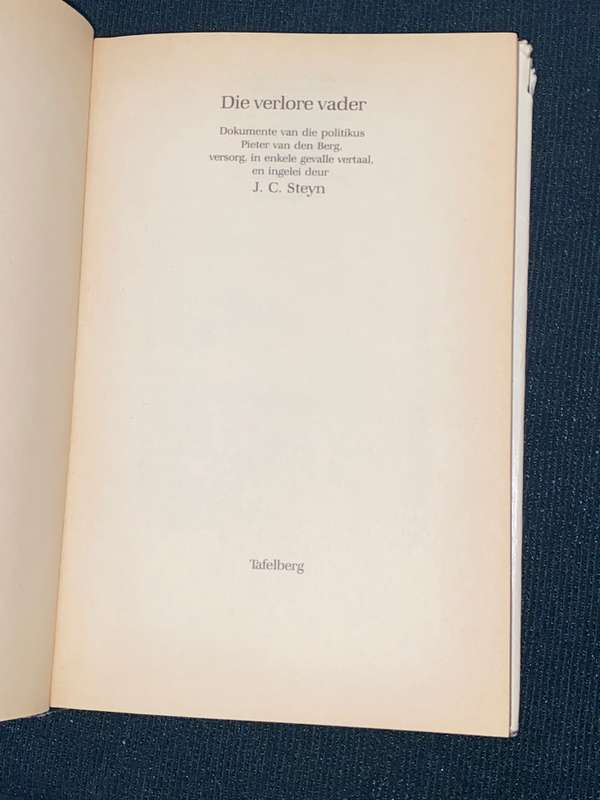 Die verlore vader
Dokumente van die politikus
Pieter van den Berg,
versorg, in enkele gevalle vertaal,
en ingelei deur
J. C. Steyn
Tafelberg